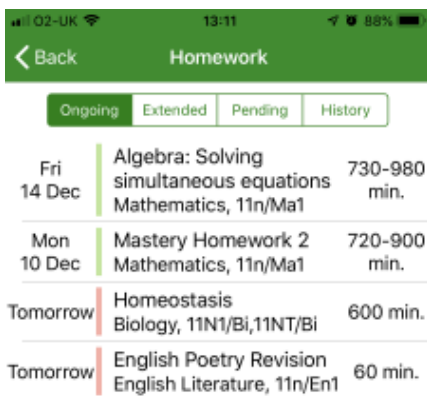 O2-UK 13:11 88%
Back Homework
Ongoing Extended Pending History
Fri
14 Dec
Algebra: Solving
simultaneous equations
Mathematics, 11n/Ma1
730-980
min.
Mon
10 Dec
Mastery Homework 2
Mathematics, 11n/Ma1
720-900
min.
Tomorrow
Homeostasis
Biology, 11N1/Bi,11NT/Bi
600 min.
Tomorrow
English Poetry Revision
English Literature, 11n/En1
60 min.